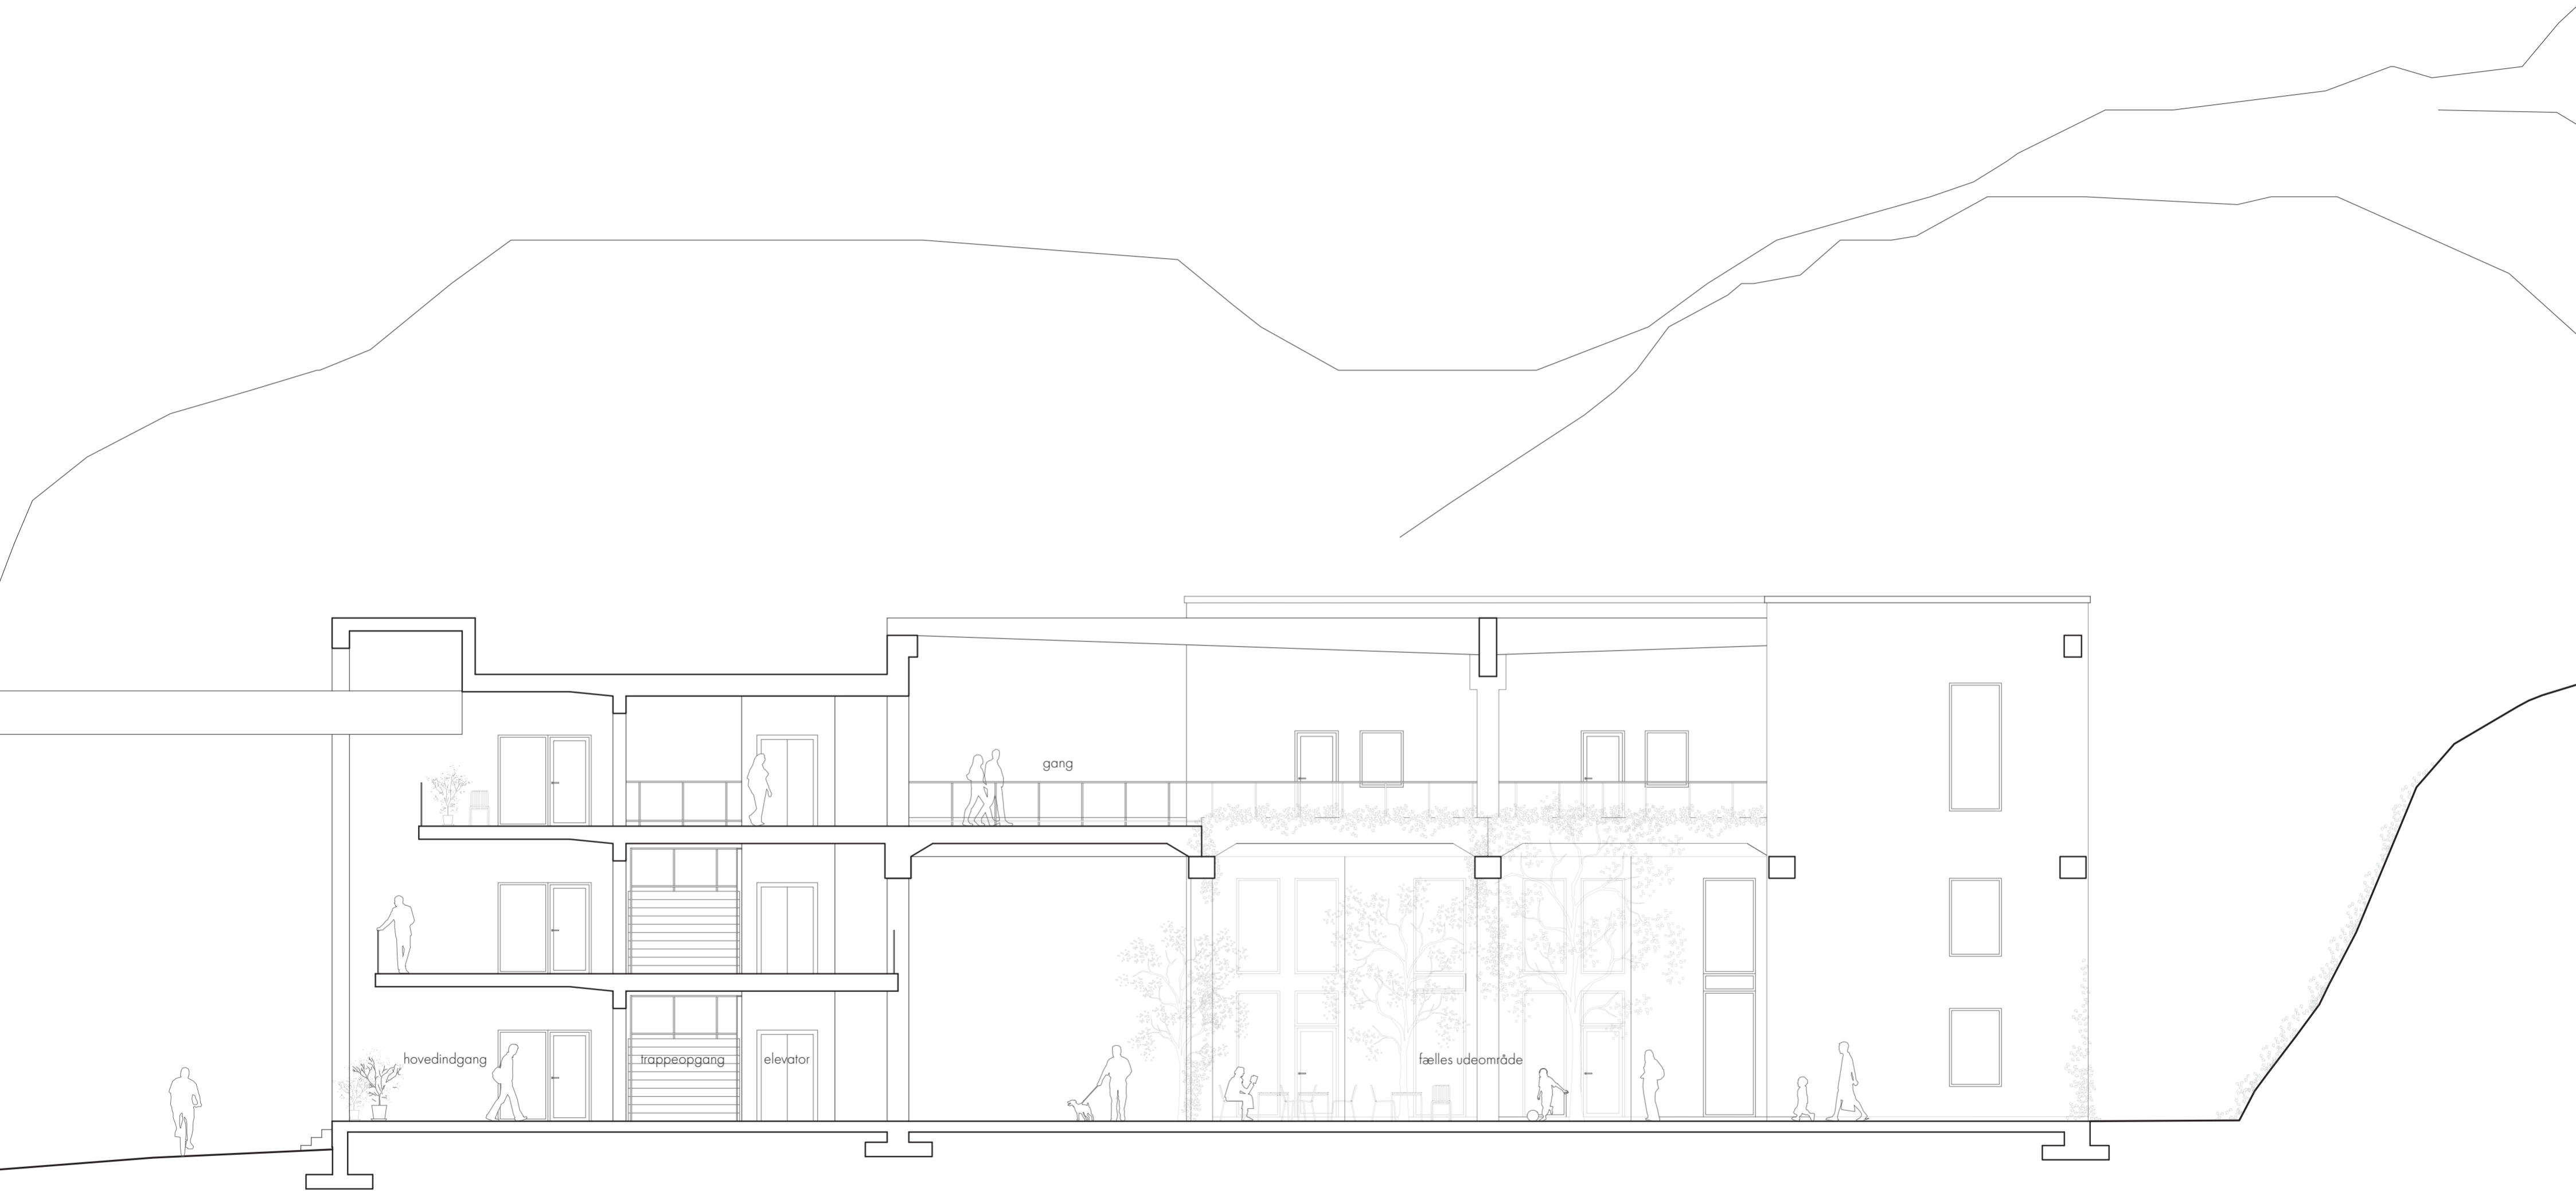 gang
hovedindgang
trappeopgang
elevator
fælles udeområde